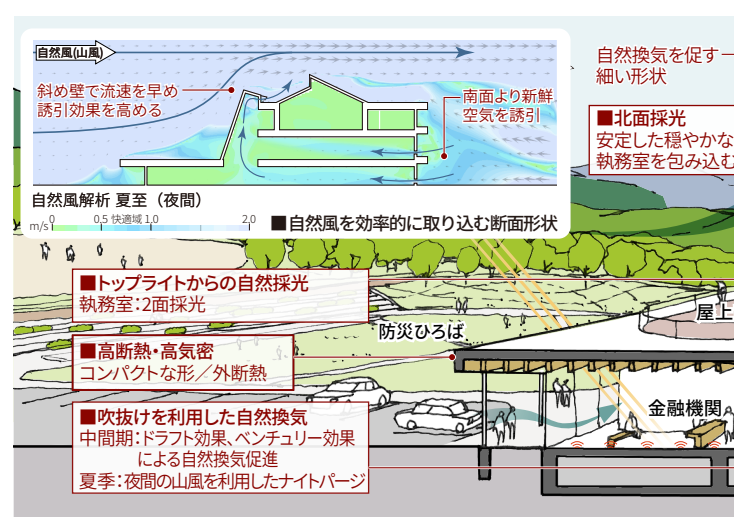 自然風(山風)
斜め壁で流速を早め
誘引効果を高める
南面より新鮮
空気を誘引
自然換気を促す
細い形状
■北面採光
安定した穏やかな
執務室を包み込む
自然風解析 夏至（夜間）
m/s 0 0.5 快適域 1.0 2.0
■自然風を効率的に取り込む断面形状
■トップライトからの自然採光
執務室：2面採光
屋上
防災ひろば
■高断熱・高気密
コンパクトな形／外断熱
金融機関
■吹抜けを利用した自然換気
中間期：ドラフト効果、ベンチュリー効果
による自然換気促進
夏季：夜間の山風を利用したナイトパージ